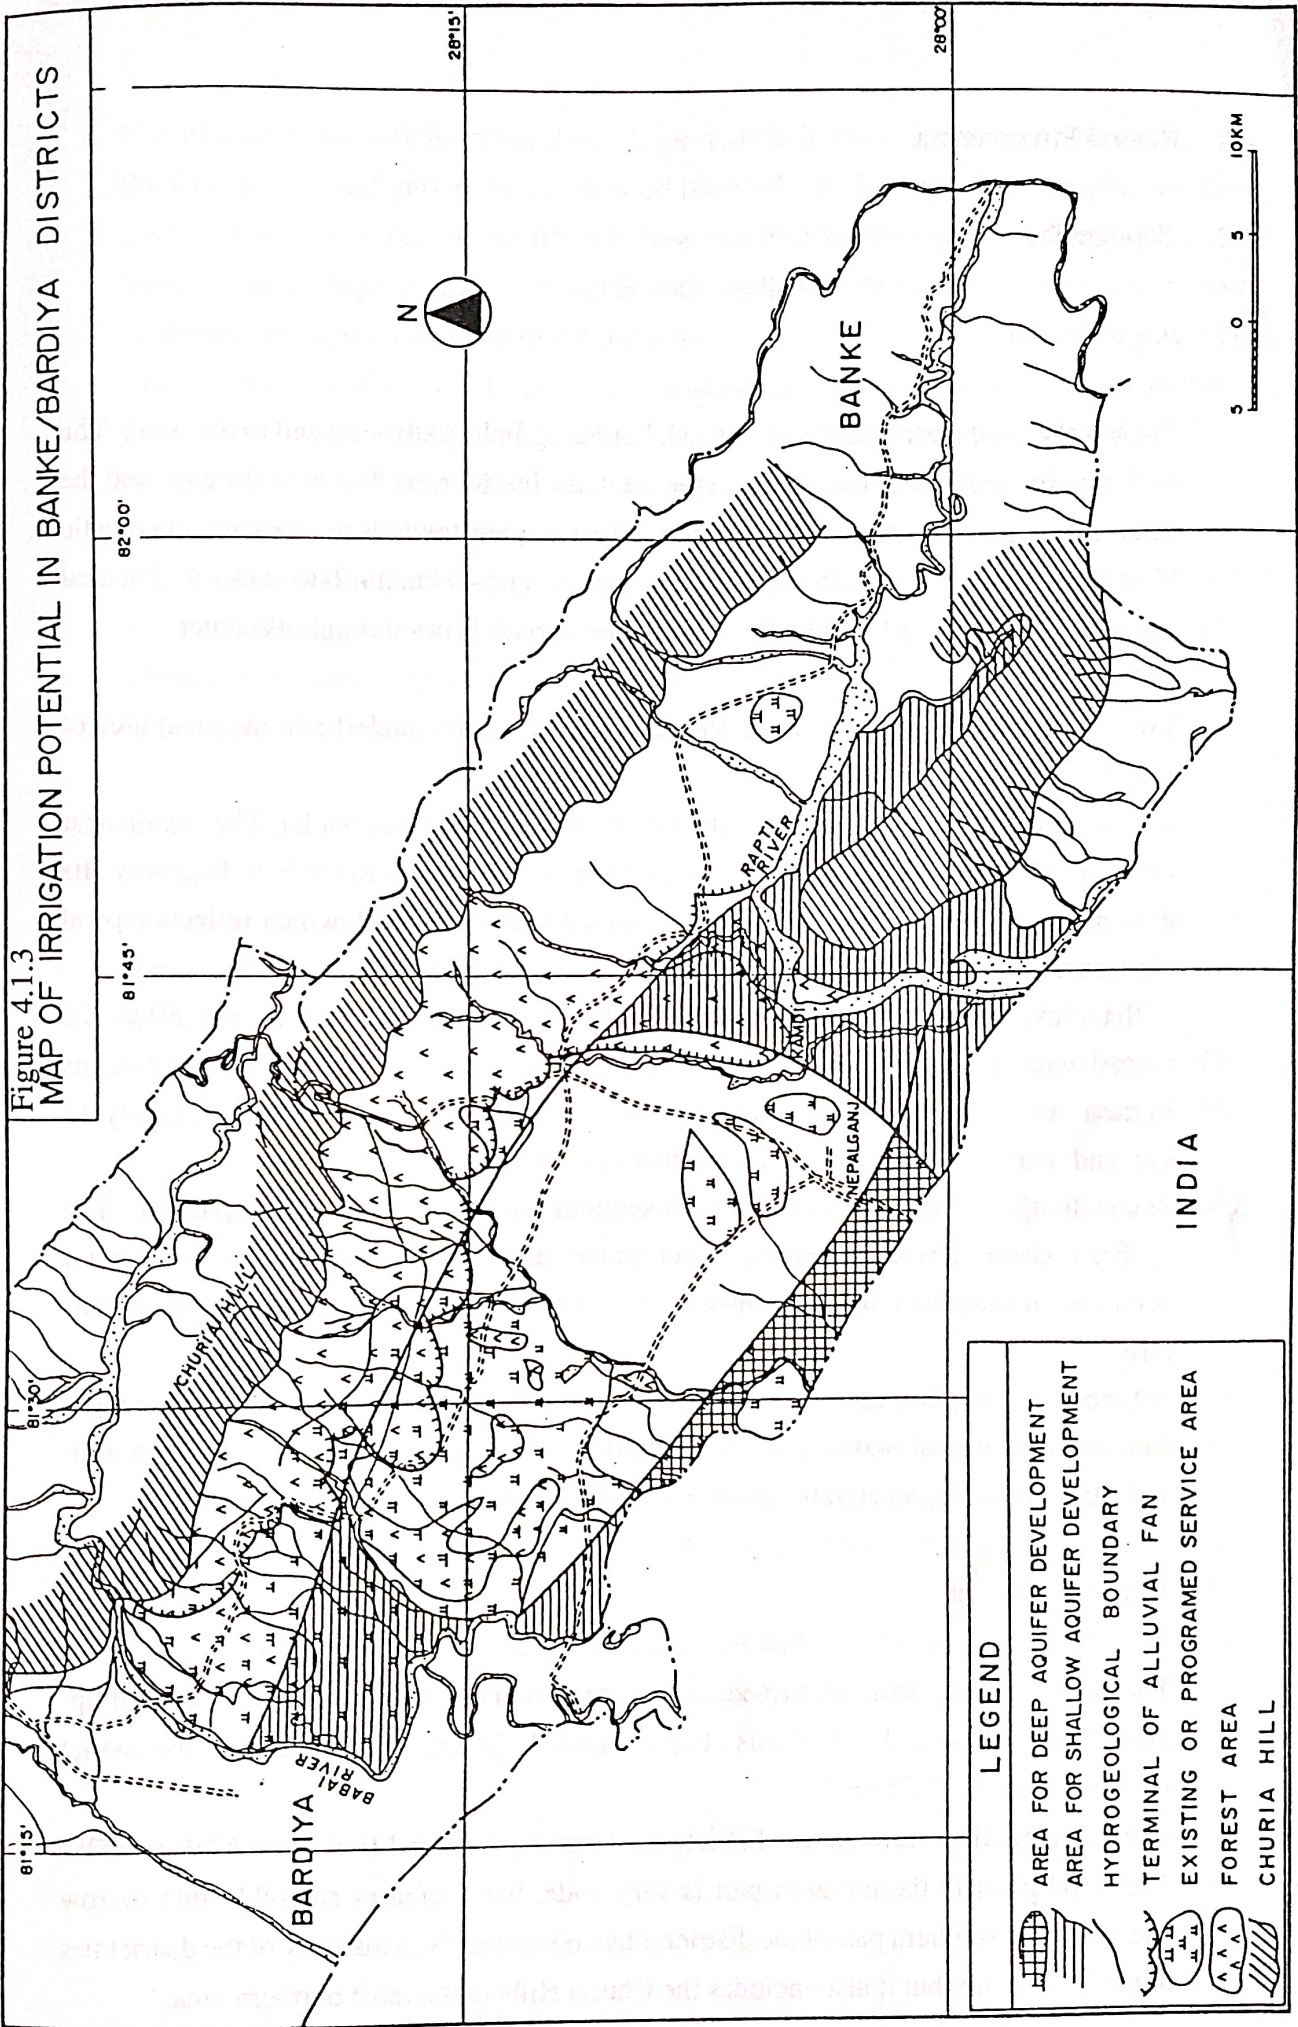 Figure 4.1.3
MAP OF IRRIGATION POTENTIAL IN BANKE/BARDIYA DISTRICTS
81°15'
81°30'
81°45'
82°00'
28°15'
28°00'
N
CHURIA HALL
BABAI
RIVER
BARDIYA
RAPTI
RIVER
BANKE
NEPALGANJ
INDIA
5 0 5 10KM
LEGEND
AREA FOR DEEP AQUIFER DEVELOPMENT
AREA FOR SHALLOW AQUIFER DEVELOPMENT
HYDROGEOLOGICAL BOUNDARY
TERMINAL OF ALLUVIAL FAN
EXISTING OR PROGRAMED SERVICE AREA
FOREST AREA
CHURIA HILL